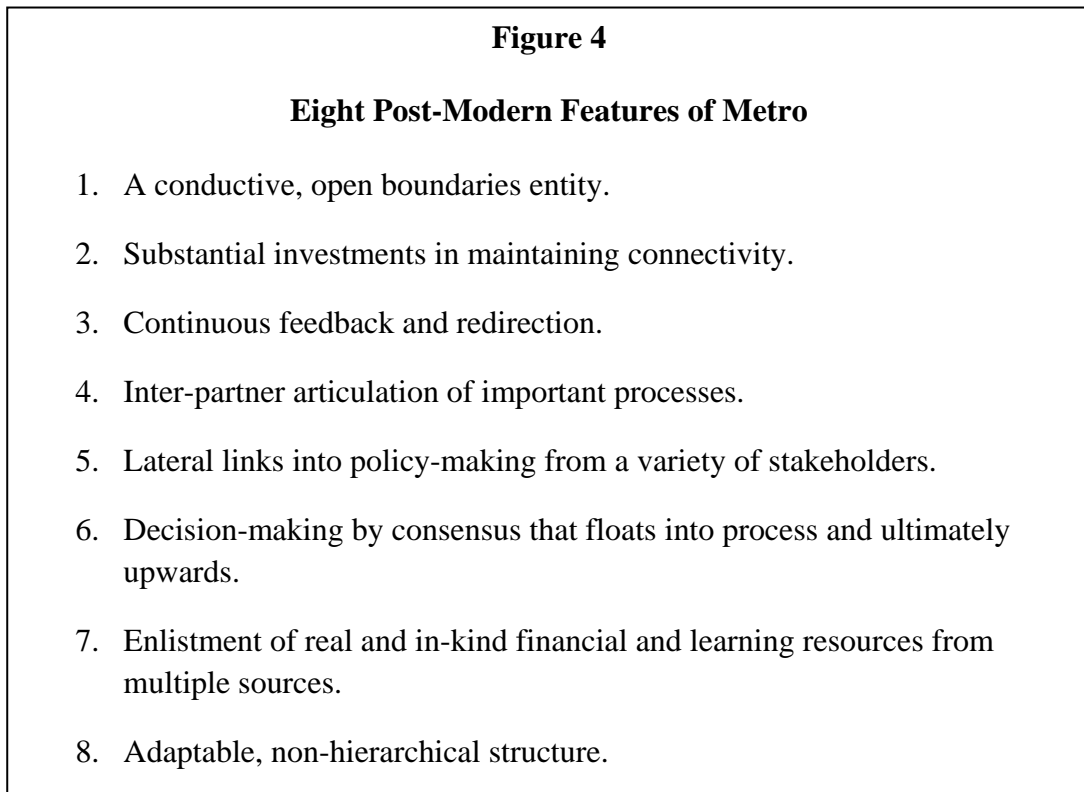 Figure 4
Eight Post-Modern Features of Metro
1. A conductive, open boundaries entity.
2. Substantial investments in maintaining connectivity.
3. Continuous feedback and redirection.
4. Inter-partner articulation of important processes.
5. Lateral links into policy-making from a variety of stakeholders.
6. Decision-making by consensus that floats into process and ultimately
upwards.
7. Enlistment of real and in-kind financial and learning resources from
multiple sources.
8. Adaptable, non-hierarchical structure.